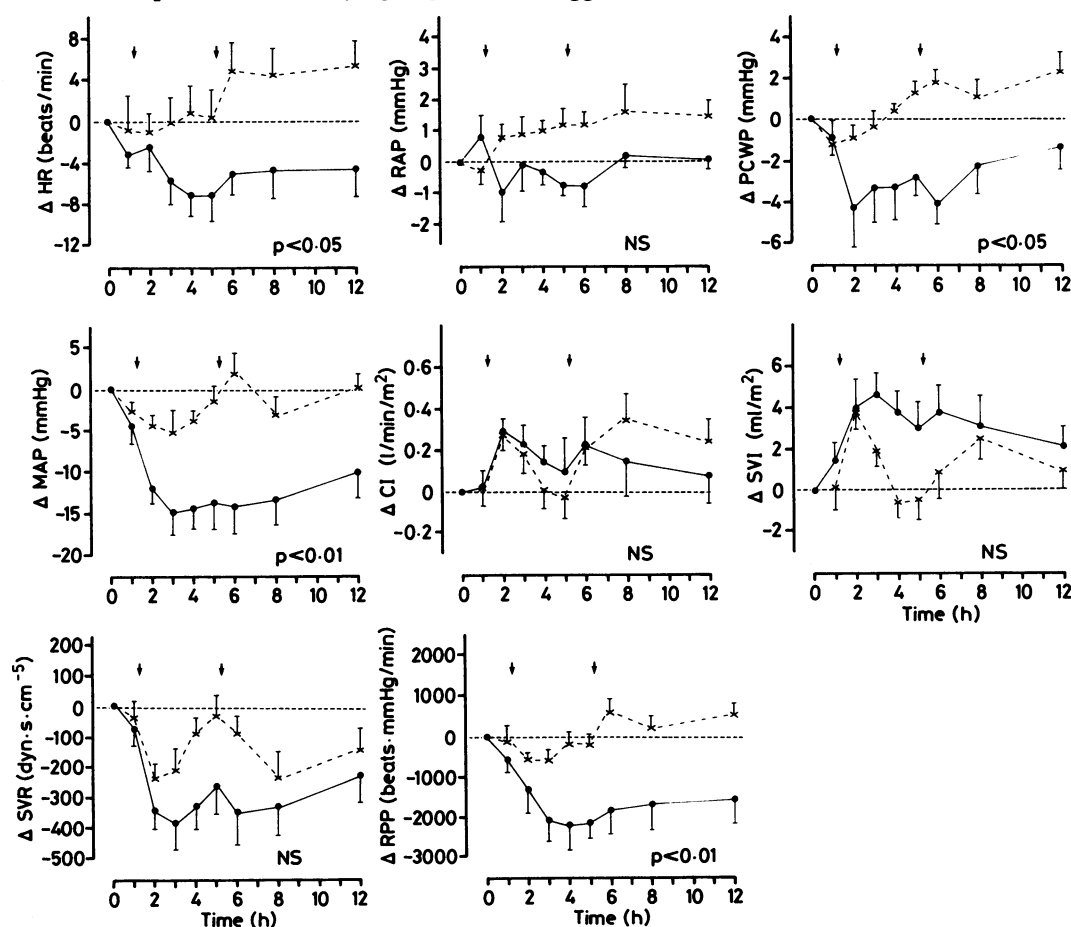 Δ HR (beats/min)
8
4
0
-4
-8
-12
p<0·05
0 2 4 6 8 10 12
Δ RAP (mmHg)
4
3
2
1
0
-1
-2
NS
0 2 4 6 8 10 12
Δ PCWP (mmHg)
4
2
0
-2
-4
-6
p<0·05
0 2 4 6 8 10 12
Δ MAP (mmHg)
5
0
-5
-10
-15
-20
p<0·01
0 2 4 6 8 10 12
Δ CI (l/min/m²)
0·6
0·4
0·2
0
-0·2
NS
0 2 4 6 8 10 12
Δ SVI (ml/m²)
6
4
2
0
-2
NS
0 2 4 6 8 10 12
Time (h)
Δ SVR (dyn·s·cm⁻⁵)
200
100
0
-100
-200
-300
-400
-500
NS
0 2 4 6 8 10 12
Time (h)
Δ RPP (beats·mmHg/min)
2000
1000
0
-1000
-2000
-3000
p<0·01
0 2 4 6 8 10 12
Time (h)